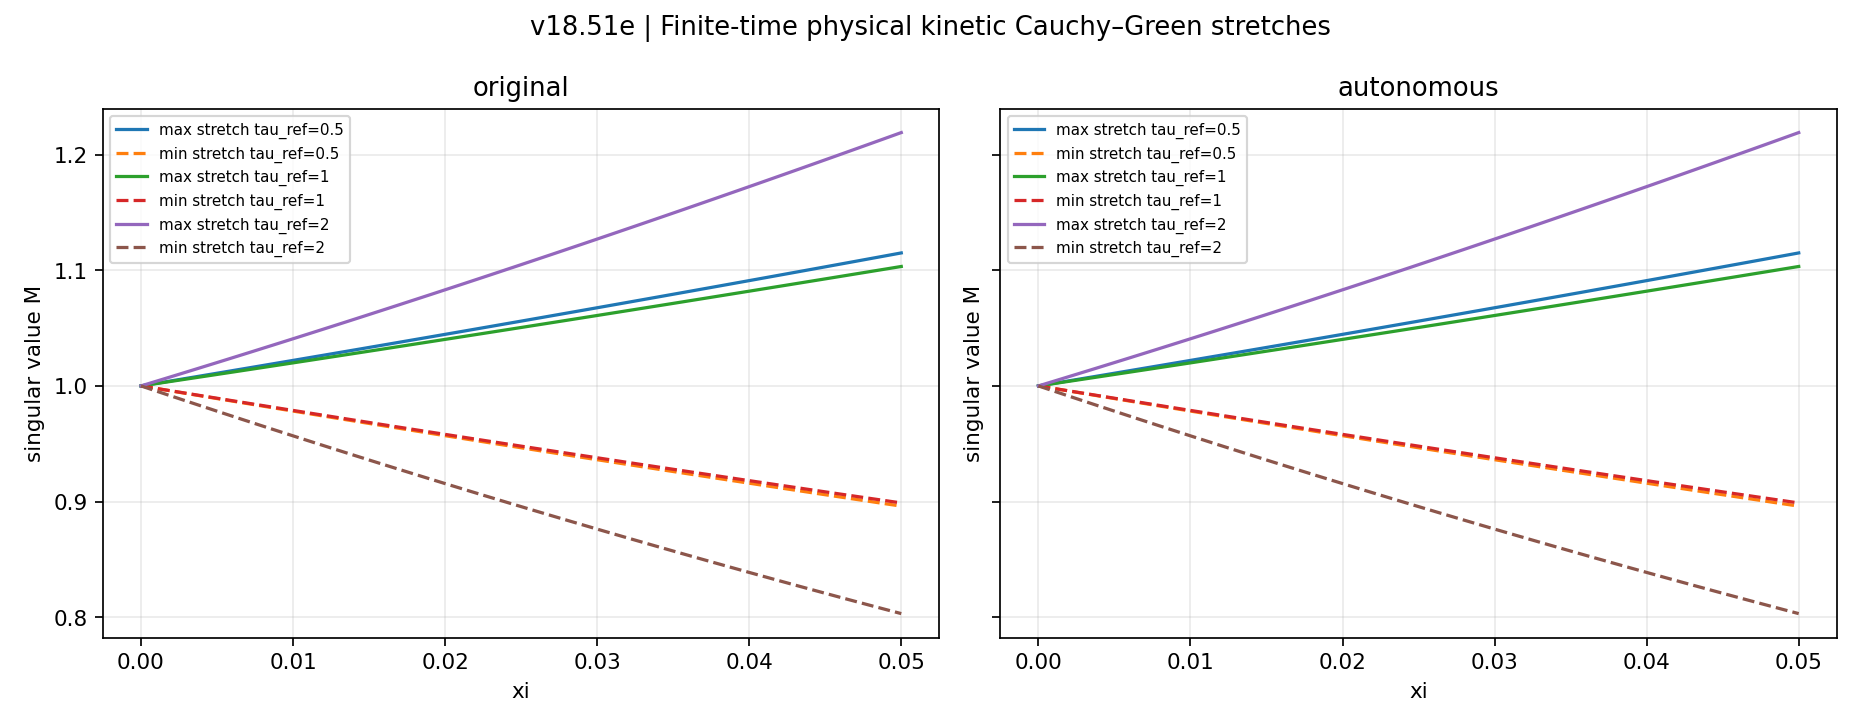 v18.51e | Finite-time physical kinetic Cauchy–Green stretches
original
max stretch tau_ref=0.5
min stretch tau_ref=0.5
max stretch tau_ref=1
min stretch tau_ref=1
max stretch tau_ref=2
min stretch tau_ref=2
singular value M
1.2
1.1
1.0
0.9
0.8
0.00 0.01 0.02 0.03 0.04 0.05
xi
autonomous
max stretch tau_ref=0.5
min stretch tau_ref=0.5
max stretch tau_ref=1
min stretch tau_ref=1
max stretch tau_ref=2
min stretch tau_ref=2
singular value M
0.00 0.01 0.02 0.03 0.04 0.05
xi